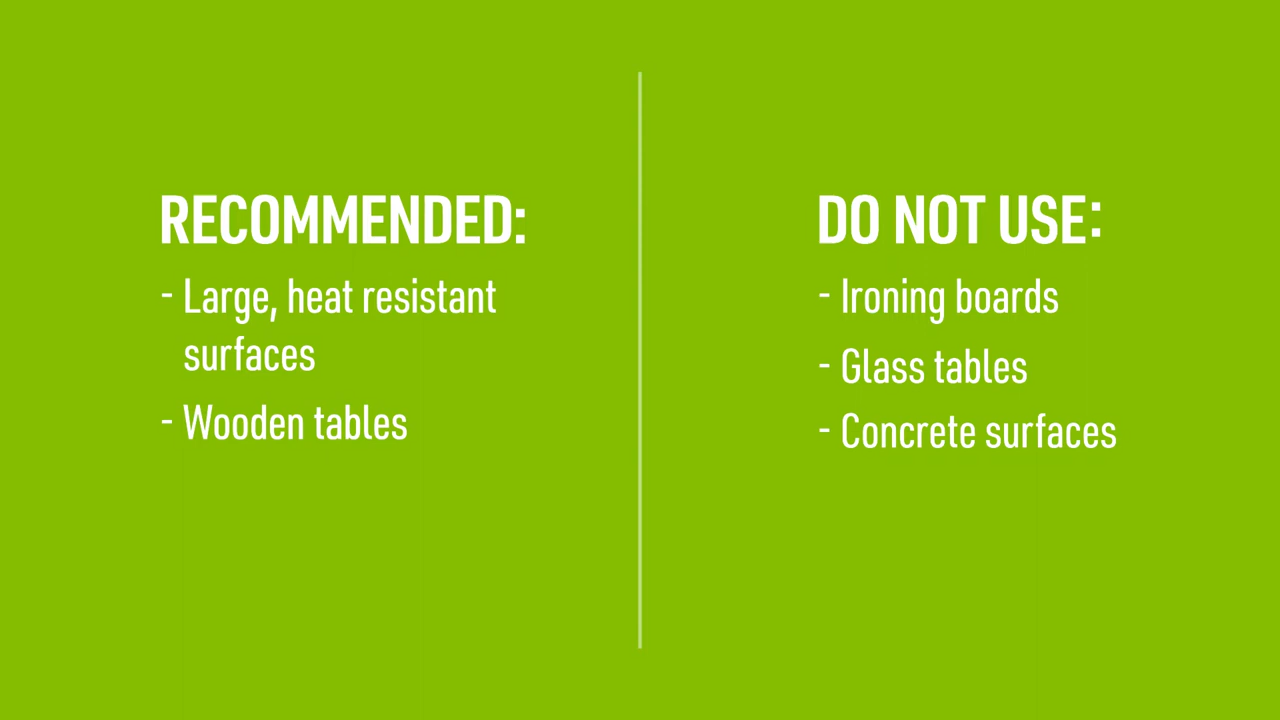 RECOMMENDED:
- Large, heat resistant
surfaces
- Wooden tables
DO NOT USE:
- Ironing boards
- Glass tables
- Concrete surfaces